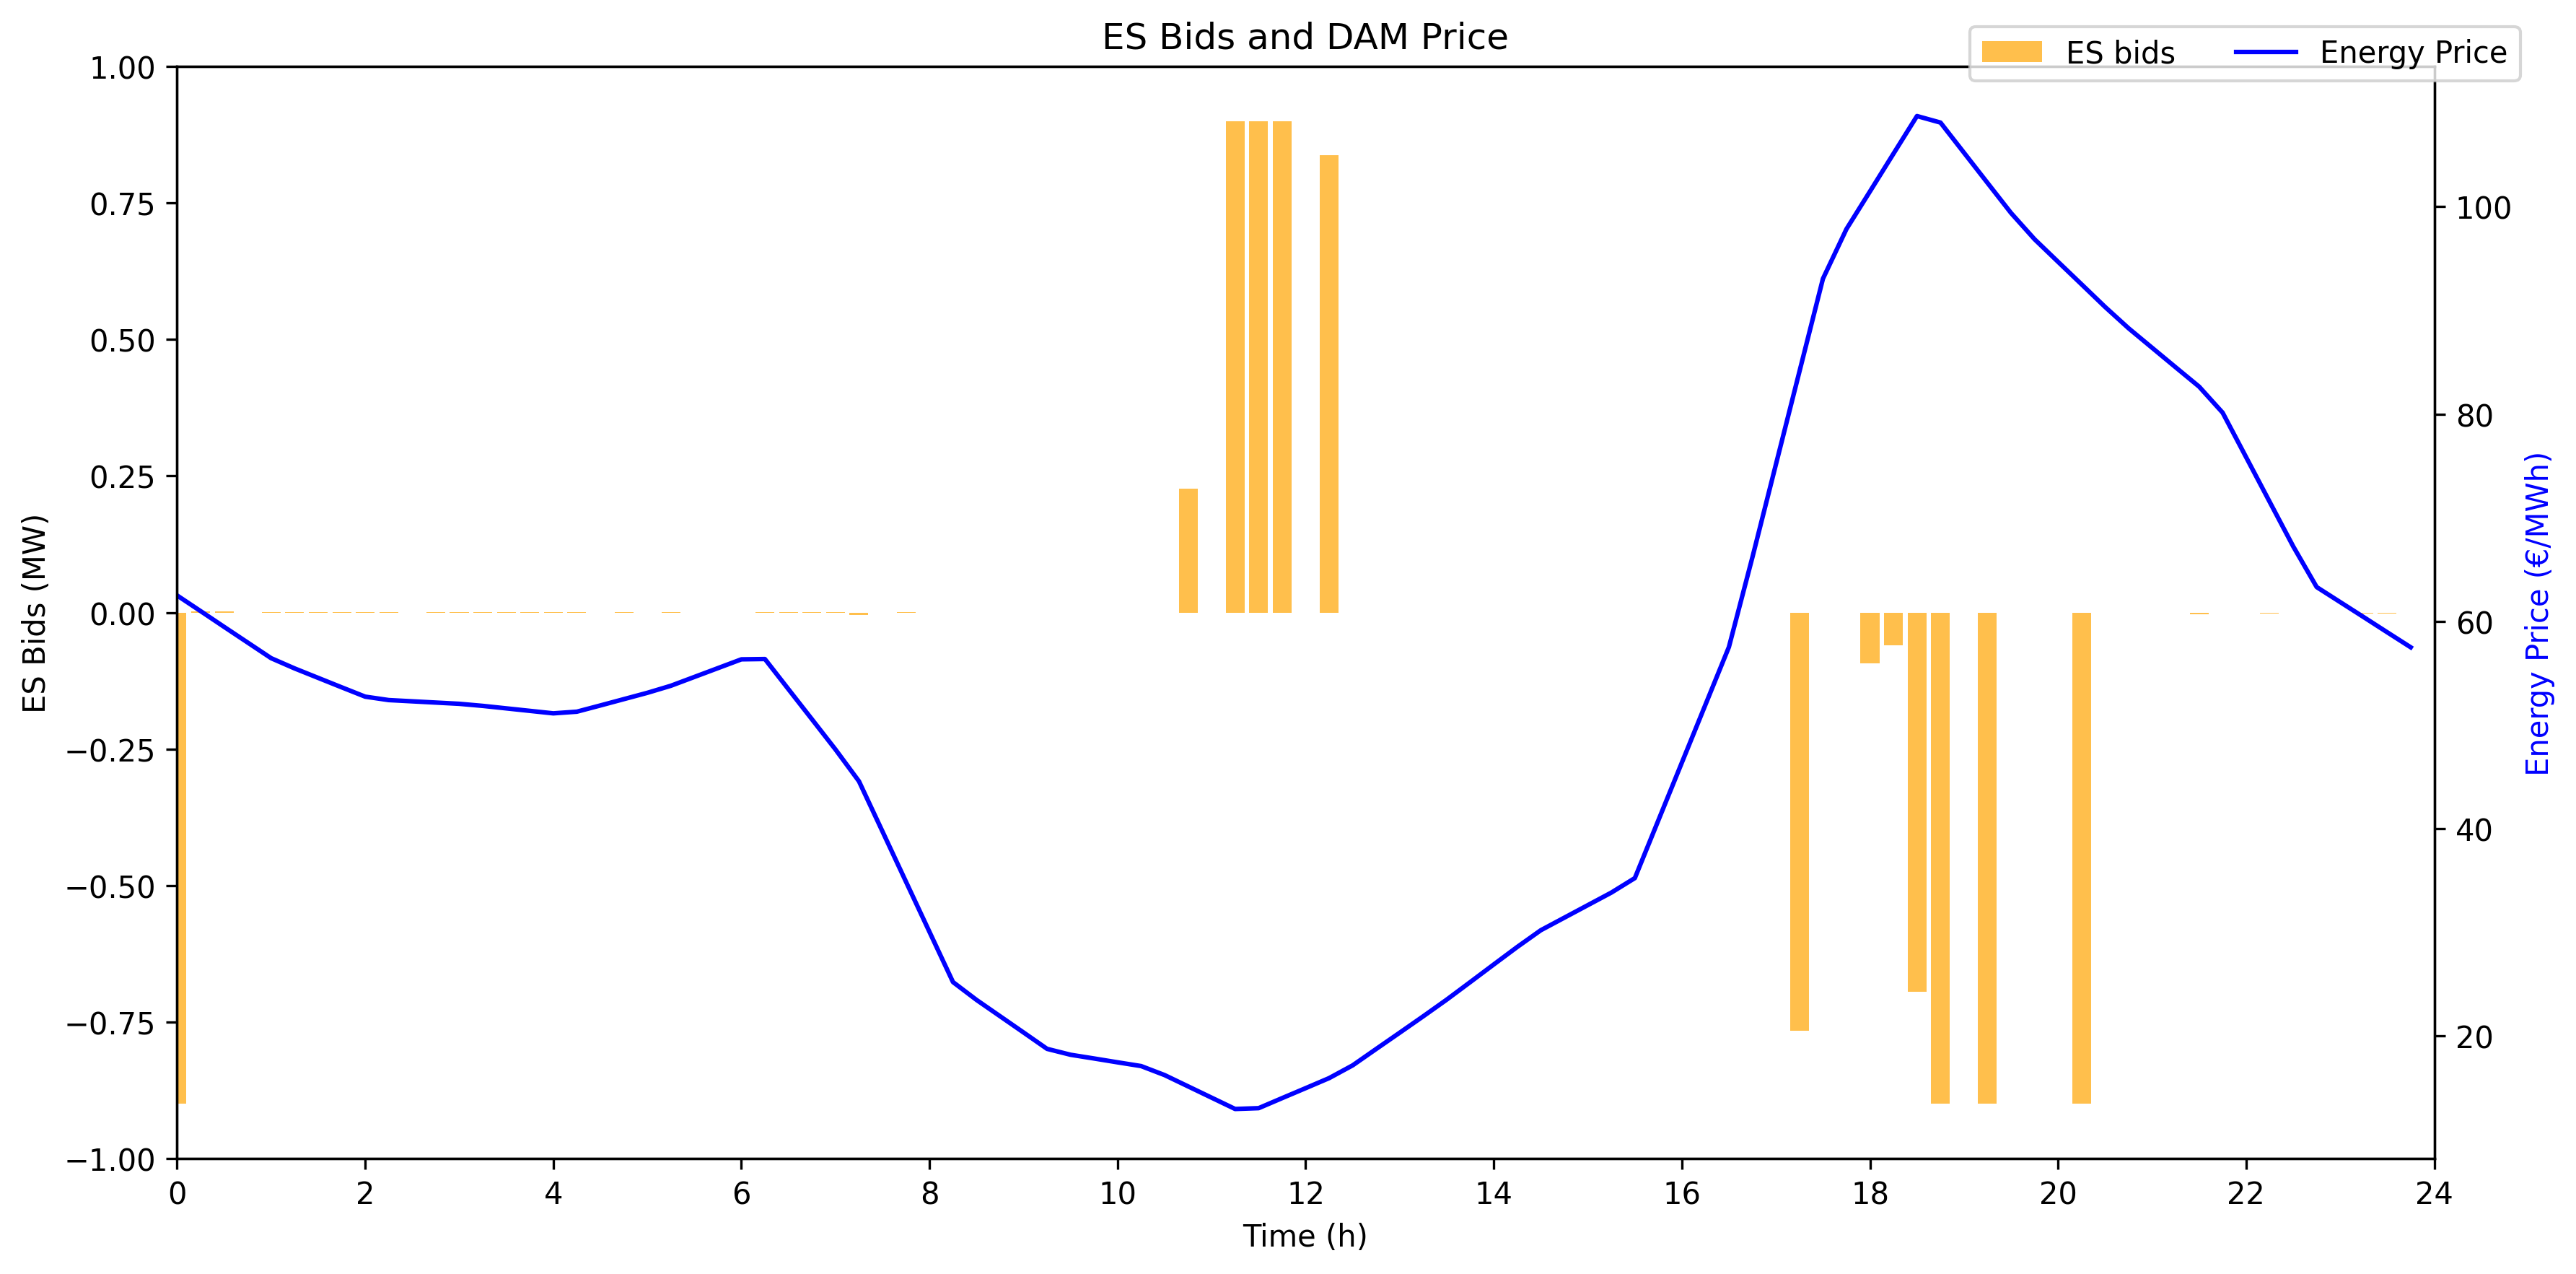 ES Bids and DAM Price
ES bids
Energy Price
1.00
0.75
0.50
0.25
0.00
−0.25
−0.50
−0.75
−1.00
ES Bids (MW)
100
80
60
40
20
Energy Price (€/MWh)
0 2 4 6 8 10 12 14 16 18 20 22 24
Time (h)